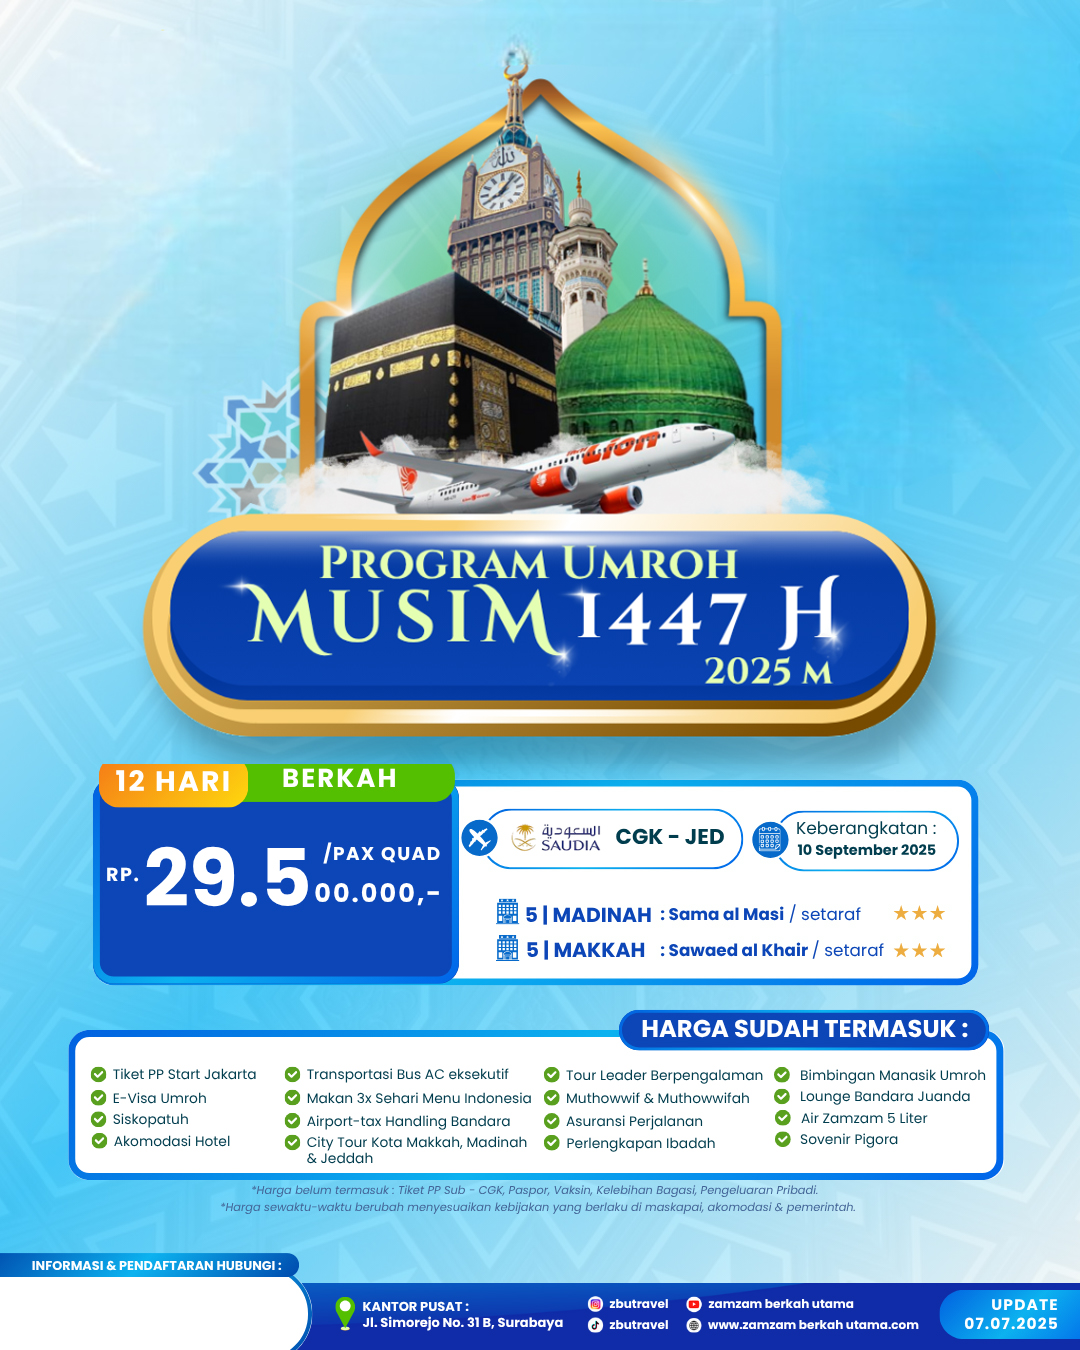 Lion
PROGRAM UMROH
MUSIM 1447 H
2025 M
12 HARI
BERKAH
RP. 29.5
/PAX QUAD
00.000,-
السعودية
SAUDIA
CGK - JED
Keberangkatan :
10 September 2025
5 | MADINAH : Sama al Masi / setaraf
5 | MAKKAH : Sawaed al Khair / setaraf
HARGA SUDAH TERMASUK :
Tiket PP Start Jakarta
E-Visa Umroh
Siskopatuh
Akomodasi Hotel
Transportasi Bus AC eksekutif
Makan 3x Sehari Menu Indonesia
Airport-tax Handling Bandara
City Tour Kota Makkah, Madinah
& Jeddah
Tour Leader Berpengalaman
Muthowwif & Muthowwifah
Asuransi Perjalanan
Perlengkapan Ibadah
Bimbingan Manasik Umroh
Lounge Bandara Juanda
Air Zamzam 5 Liter
Sovenir Pigora
*Harga belum termasuk : Tiket PP Sub - CGK, Paspor, Vaksin, Kelebihan Bagasi, Pengeluaran Pribadi.
*Harga sewaktu-waktu berubah menyesuaikan kebijakan yang berlaku di maskapai, akomodasi & pemerintah.
INFORMASI & PENDAFTARAN HUBUNGI :
KANTOR PUSAT :
Jl. Simorejo No. 31 B, Surabaya
zbutravel
zbutravel
zamzam berkah utama
www.zamzam berkah utama.com
UPDATE
07.07.2025